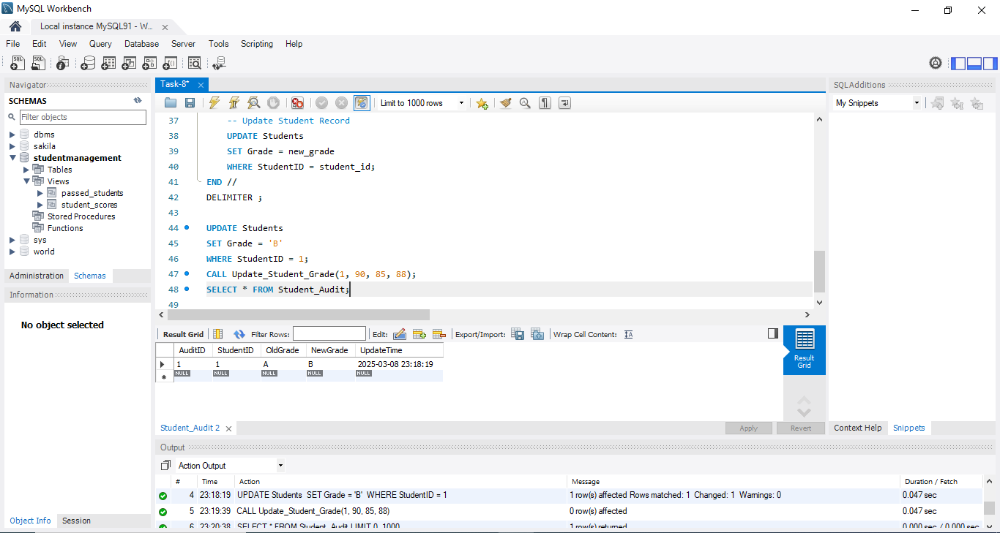 MySQL Workbench
Local instance MySQL91 - W...
File Edit View Query Database Server Tools Scripting Help
Navigator
SCHEMAS
Filter objects
dbms
sakila
studentmanagement
Tables
Views
passed_students
student_scores
Stored Procedures
Functions
sys
world
Administration Schemas
Information
No object selected
Object Info Session
Task-8*
Limit to 1000 rows
37 -- Update Student Record
38 UPDATE Students
39 SET Grade = new_grade
40 WHERE StudentID = student_id;
41 END //
42 DELIMITER ;
43
44 UPDATE Students
45 SET Grade = 'B'
46 WHERE StudentID = 1;
47 CALL Update_Student_Grade(1, 90, 85, 88);
48 SELECT * FROM Student_Audit;
49
Result Grid Filter Rows: Edit: Export/Import: Wrap Cell Content:
AuditID StudentID OldGrade NewGrade UpdateTime
1 1 A B 2025-03-08 23:18:19
NULL NULL NULL NULL NULL
Result
Grid
Student_Audit 2
Apply Revert
Output
Action Output
# Time Action Message Duration / Fetch
4 23:18:19 UPDATE Students SET Grade = 'B' WHERE StudentID = 1 1 row(s) affected Rows matched: 1 Changed: 1 Warnings: 0 0.047 sec
5 23:19:39 CALL Update_Student_Grade(1, 90, 85, 88) 0 row(s) affected 0.047 sec
6 23:20:38 SELECT * FROM Student_Audit LIMIT 0, 1000 1 row(s) returned 0.000 sec / 0.000 sec
SQLAdditions
My Snippets
Context Help Snippets